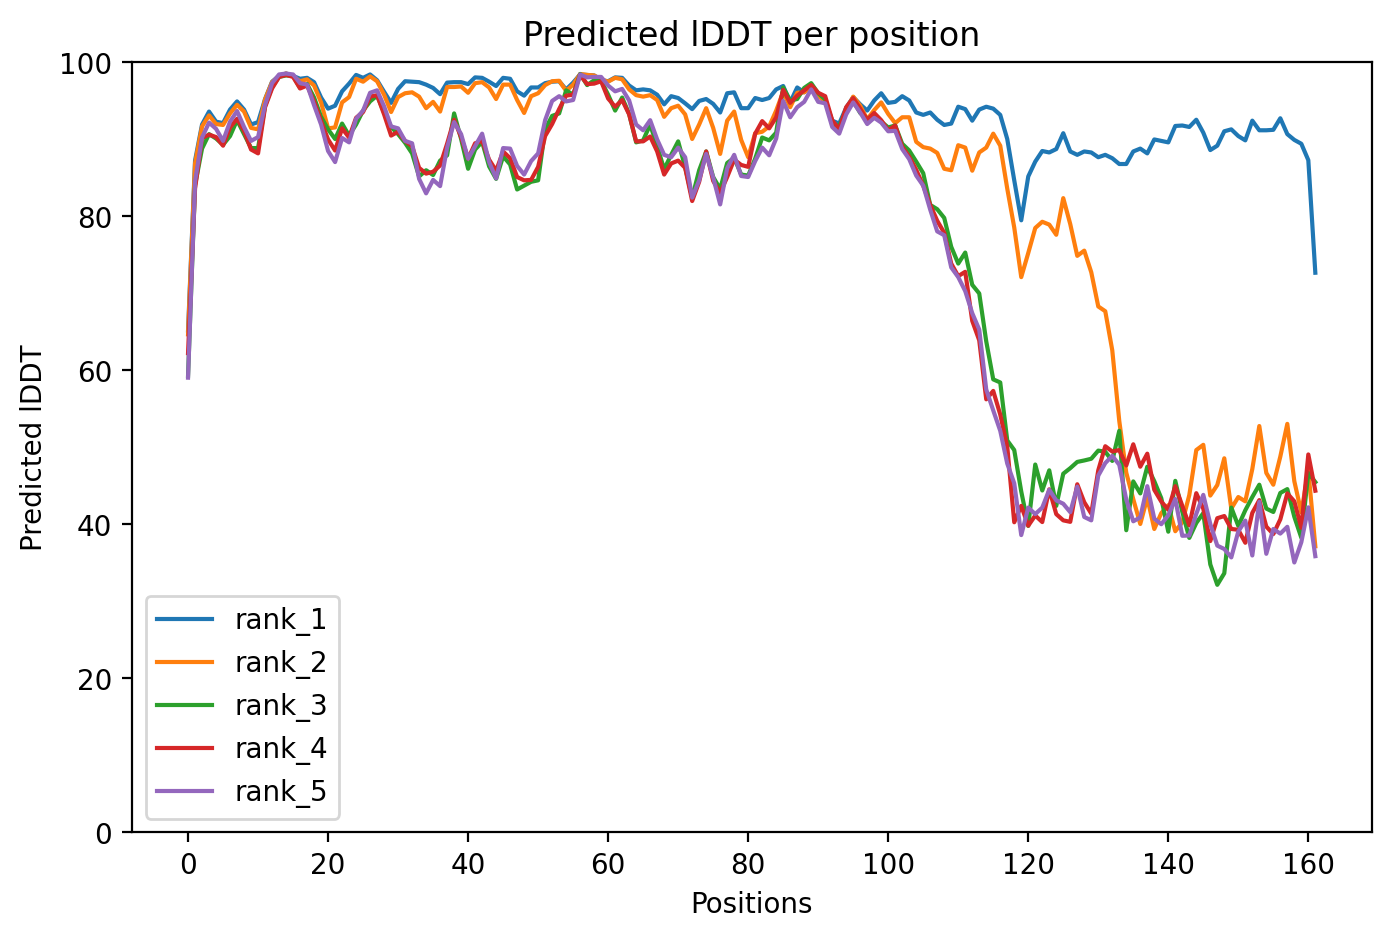 Predicted lDDT per position
100
80
60
40
20
0
Predicted lDDT
rank_1
rank_2
rank_3
rank_4
rank_5
0 20 40 60 80 100 120 140 160
Positions